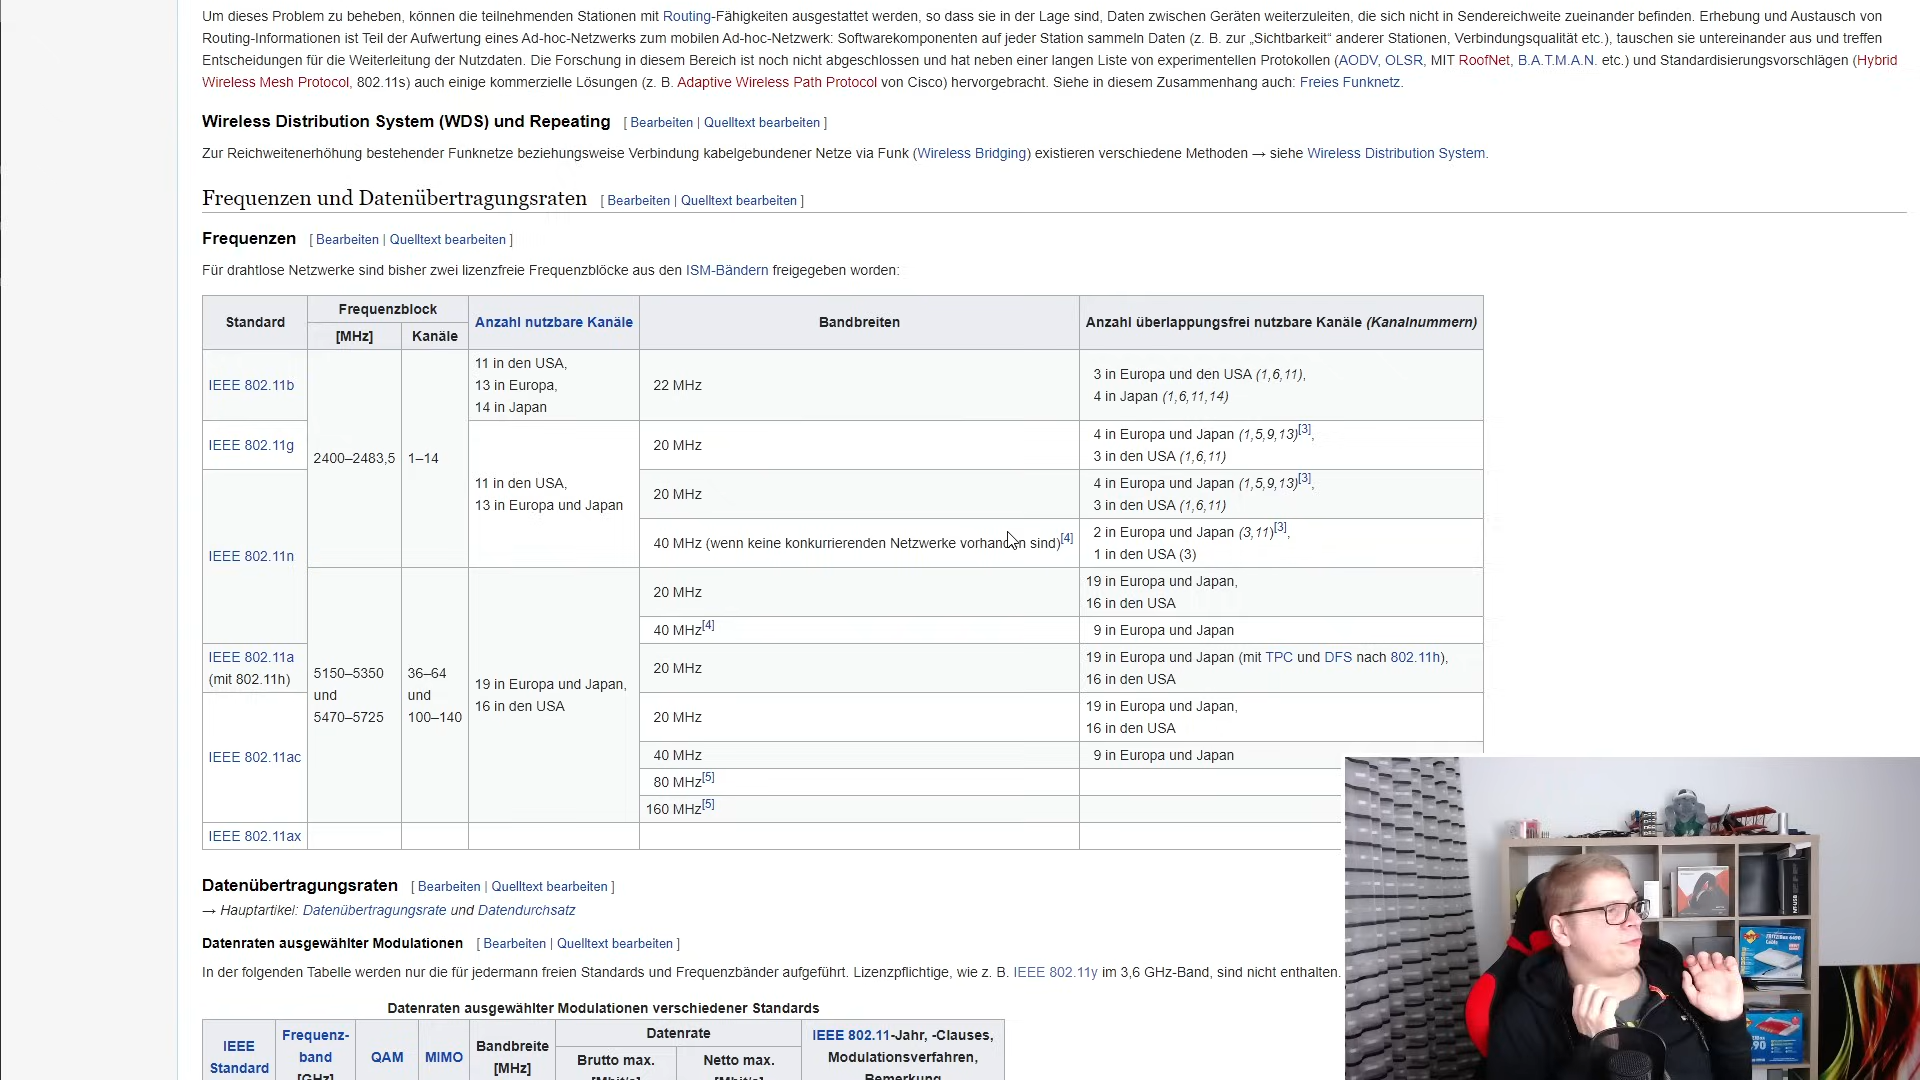 Um dieses Problem zu beheben, können die teilnehmenden Stationen mit Routing-Fähigkeiten ausgestattet werden, so dass sie in der Lage sind, Daten zwischen Geräten weiterzuleiten, die sich nicht in Sendereichweite zueinander befinden. Erhebung und Austausch von
Routing-Informationen ist Teil der Aufwertung eines Ad-hoc-Netzwerks zum mobilen Ad-hoc-Netzwerk: Softwarekomponenten auf jeder Station sammeln Daten (z. B. zur „Sichtbarkeit“ anderer Stationen, Verbindungsqualität etc.), tauschen sie untereinander aus und treffen
Entscheidungen für die Weiterleitung der Nutzdaten. Die Forschung in diesem Bereich ist noch nicht abgeschlossen und hat neben einer langen Liste von experimentellen Protokollen (AODV, OLSR, MIT RoofNet, B.A.T.M.A.N. etc.) und Standardisierungsvorschlägen (Hybrid
Wireless Mesh Protocol, 802.11s) auch einige kommerzielle Lösungen (z. B. Adaptive Wireless Path Protocol von Cisco) hervorgebracht. Siehe in diesem Zusammenhang auch: Freies Funknetz.
Wireless Distribution System (WDS) und Repeating [ Bearbeiten | Quelltext bearbeiten ]
Zur Reichweitenerhöhung bestehender Funknetze beziehungsweise Verbindung kabelgebundener Netze via Funk (Wireless Bridging) existieren verschiedene Methoden → siehe Wireless Distribution System.
Frequenzen und Datenübertragungsraten [ Bearbeiten | Quelltext bearbeiten ]
Frequenzen [ Bearbeiten | Quelltext bearbeiten ]
Für drahtlose Netzwerke sind bisher zwei lizenzfreie Frequenzblöcke aus den ISM-Bändern freigegeben worden:
Standard Frequenzblock Anzahl nutzbare Kanäle Bandbreiten Anzahl überlappungsfrei nutzbare Kanäle (Kanalnummern)
[MHz] Kanäle
IEEE 802.11b 2400–2483,5 1–14 11 in den USA,
13 in Europa,
14 in Japan
22 MHz
3 in Europa und den USA (1,6,11),
4 in Japan (1,6,11,14)
IEEE 802.11g
11 in den USA,
13 in Europa und Japan
20 MHz
4 in Europa und Japan (1,5,9,13)[3],
3 in den USA (1,6,11)
IEEE 802.11n
20 MHz
4 in Europa und Japan (1,5,9,13)[3],
3 in den USA (1,6,11)
40 MHz (wenn keine konkurrierenden Netzwerke vorhanden sind)[4]
2 in Europa und Japan (3,11)[3],
1 in den USA (3)
5150–5350
und
5470–5725
36–64
und
100–140
19 in Europa und Japan,
16 in den USA
20 MHz
19 in Europa und Japan,
16 in den USA
40 MHz[4]
9 in Europa und Japan
IEEE 802.11a
(mit 802.11h)
20 MHz
19 in Europa und Japan (mit TPC und DFS nach 802.11h),
16 in den USA
IEEE 802.11ac
20 MHz
19 in Europa und Japan,
16 in den USA
40 MHz
9 in Europa und Japan
80 MHz[5]
160 MHz[5]
IEEE 802.11ax
Datenübertragungsraten [ Bearbeiten | Quelltext bearbeiten ]
→ Hauptartikel: Datenübertragungsrate und Datendurchsatz
Datenraten ausgewählter Modulationen [ Bearbeiten | Quelltext bearbeiten ]
In der folgenden Tabelle werden nur die für jedermann freien Standards und Frequenzbänder aufgeführt. Lizenzpflichtige, wie z. B. IEEE 802.11y im 3,6 GHz-Band, sind nicht enthalten.
Datenraten ausgewählter Modulationen verschiedener Standards
IEEE
Standard
Frequenz-
band
[GHz]
QAM
MIMO
Bandbreite
[MHz]
Datenrate
Brutto max.
[Mbit/s]
Netto max.
[Mbit/s]
IEEE 802.11-Jahr, -Clauses,
Modulationsverfahren,
Bemerkung